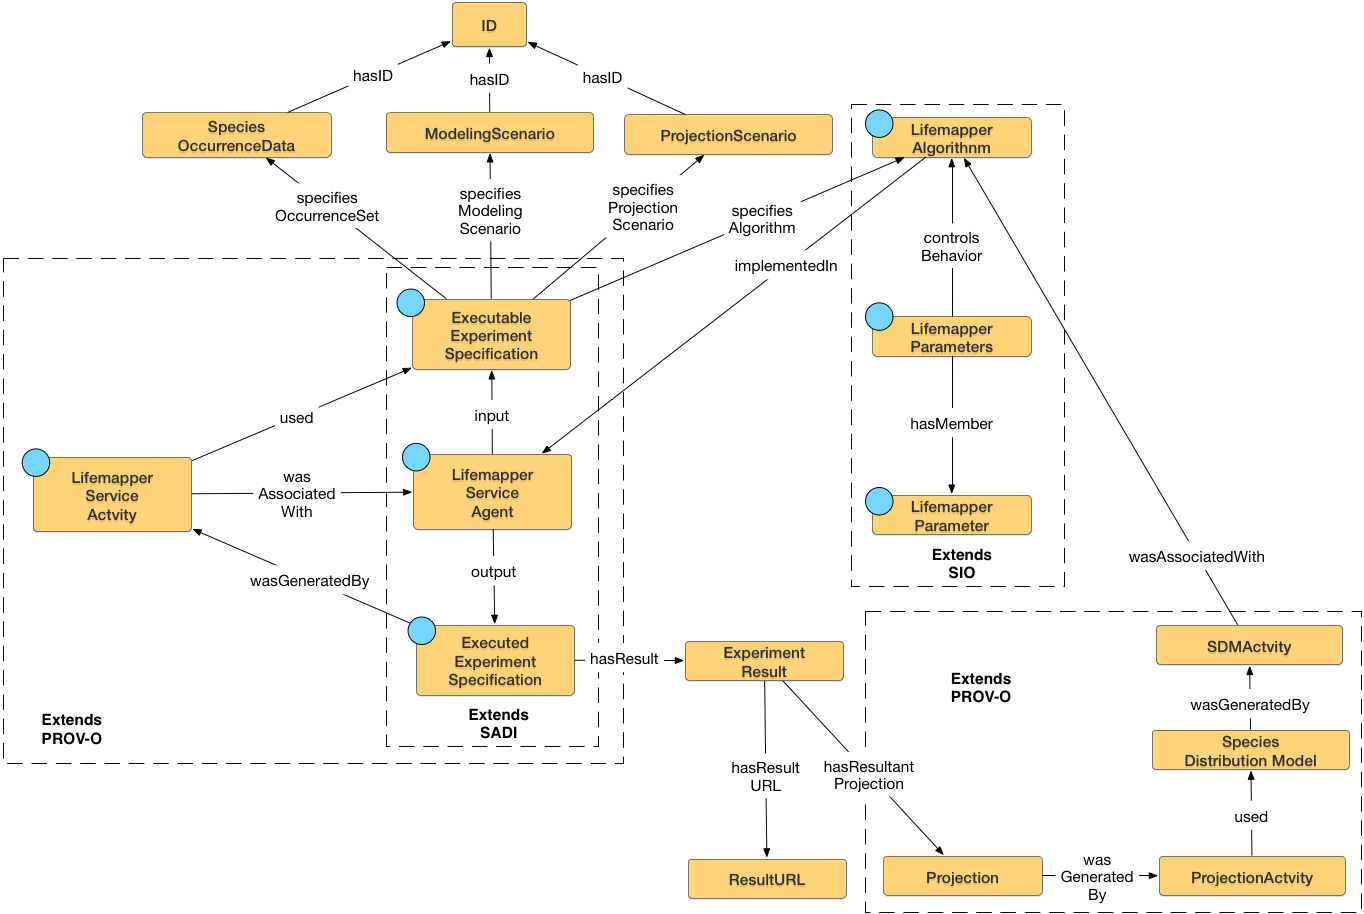 ID
hasID
hasID
hasID
Species
OccurrenceData
ModelingScenario
ProjectionScenario
Lifemapper
Algorithnm
specifies
OccurrenceSet
specifies
Modeling
Scenario
specifies
Projection
Scenario
specifies
Algorithm
implementedIn
controls
Behavior
Executable
Experiment
Specification
Lifemapper
Parameters
used
input
hasMember
Lifemapper
Service
Actvity
was
Associated
With
Lifemapper
Service
Agent
Lifemapper
Parameter
Extends
SIO
wasAssociatedWith
wasGeneratedBy
output
Executed
Experiment
Specification
hasResult
Experiment
Result
Extends
PROV-O
Extends
SADI
Extends
PROV-O
SDMActvity
wasGeneratedBy
Species
Distribution Model
hasResult
URL
hasResultant
Projection
used
ResultURL
Projection
was
Generated
By
ProjectionActvity